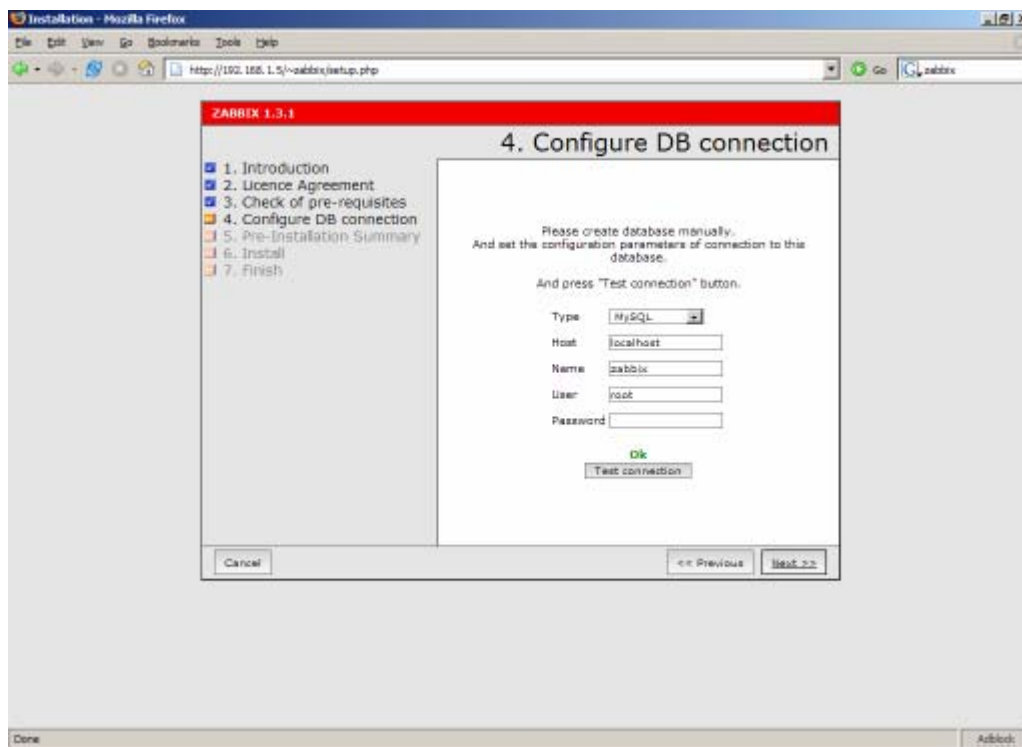 Installation - Mozilla Firefox
File Edit View Go Bookmarks Tools Help
http://192.168.1.5/~zabbix/setup.php
Go
zabbix
ZABBIX 1.3.1
4. Configure DB connection
1. Introduction
2. Licence Agreement
3. Check of pre-requisites
4. Configure DB connection
5. Pre-Installation Summary
6. Install
7. Finish
Please create database manually.
And set the configuration parameters of connection to this
database.
And press "Test connection" button.
Type MySQL
Host localhost
Name zabbix
User root
Password
Ok
Test connection
Cancel
<< Previous
Next >>
Done
Adblock